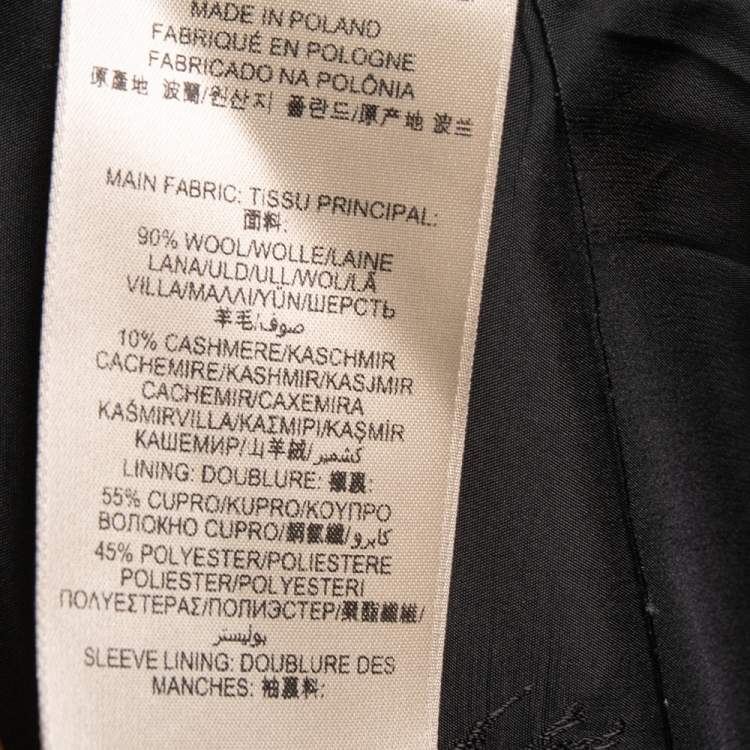 MADE IN POLAND
FABRIQUÉ EN POLOGNE
FABRICADO NA POLÔNIA
原產地 波蘭/원산지 폴란드/原产地 波兰
MAIN FABRIC: TISSU PRINCIPAL:
面料:
90% WOOL/WOLLE/LAINE
LANA/ULD/ULL/WOL/LÃ
VILLA/ΜΑΛΛΙ/YÜN/ШЕРСТЬ
羊毛/صوف/
10% CASHMERE/KASCHMIR
CACHEMIRE/KASHMIR/KASJMIR
CACHEMIR/CAXEMIRA
KAŠMIRVILLA/ΚΑΣΜΙΡΙ/KAŞMİR
КАШЕМИР/山羊絨/كشمير/
LINING: DOUBLURE: 裏:
55% CUPRO/KUPRO/ΚΟΥΠΡΟ
ВОЛОКНО CUPRO/銅氨纖/كابرو/
45% POLYESTER/POLIESTERE
POLIESTER/POLYESTERI
ΠΟΛΥΕΣΤΕΡΑΣ/ПОЛИЭСТЕР/聚酯纖維/
بوليستر
SLEEVE LINING: DOUBLURE DES
MANCHES: 袖裏料: